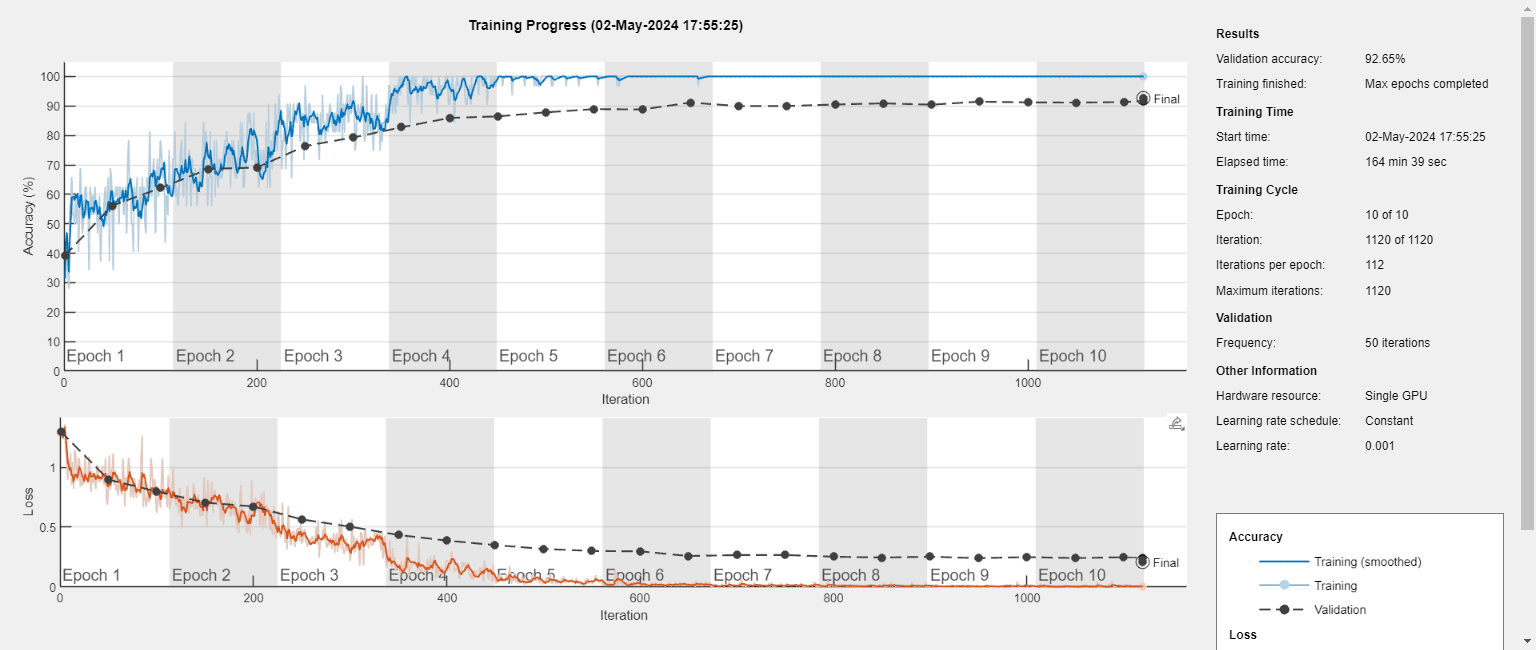 Training Progress (02-May-2024 17:55:25)
Accuracy (%)
100
90
80
70
60
50
40
30
20
10
0
Epoch 1 Epoch 2 Epoch 3 Epoch 4 Epoch 5 Epoch 6 Epoch 7 Epoch 8 Epoch 9 Epoch 10
Final
0 200 400 600 800 1000
Iteration
Loss
1
0.5
0
Epoch 1 Epoch 2 Epoch 3 Epoch 4 Epoch 5 Epoch 6 Epoch 7 Epoch 8 Epoch 9 Epoch 10
Final
0 200 400 600 800 1000
Iteration
Results
Validation accuracy: 92.65%
Training finished: Max epochs completed
Training Time
Start time: 02-May-2024 17:55:25
Elapsed time: 164 min 39 sec
Training Cycle
Epoch: 10 of 10
Iteration: 1120 of 1120
Iterations per epoch: 112
Maximum iterations: 1120
Validation
Frequency: 50 iterations
Other Information
Hardware resource: Single GPU
Learning rate schedule: Constant
Learning rate: 0.001
Accuracy
Training (smoothed)
Training
Validation
Loss